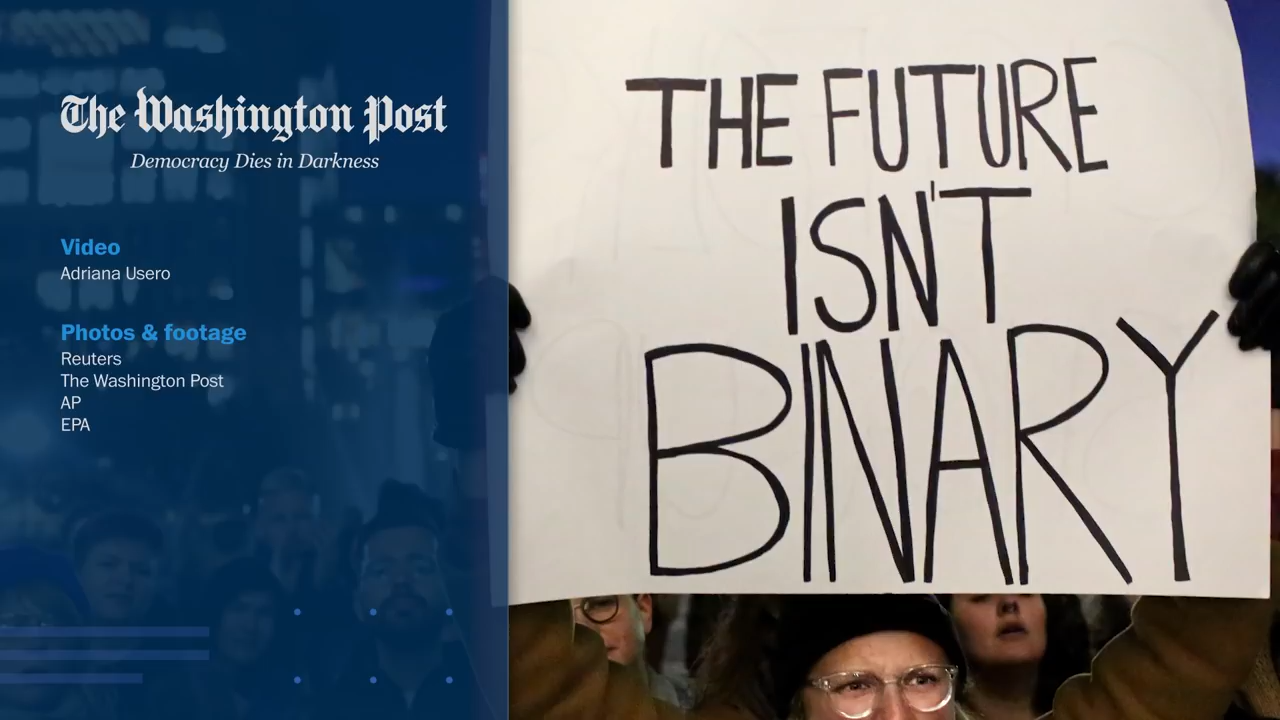 The Washington Post
Democracy Dies in Darkness
Video
Adriana Usero
Photos & footage
Reuters
The Washington Post
AP
EPA
THE FUTURE
ISN'T
BINARY